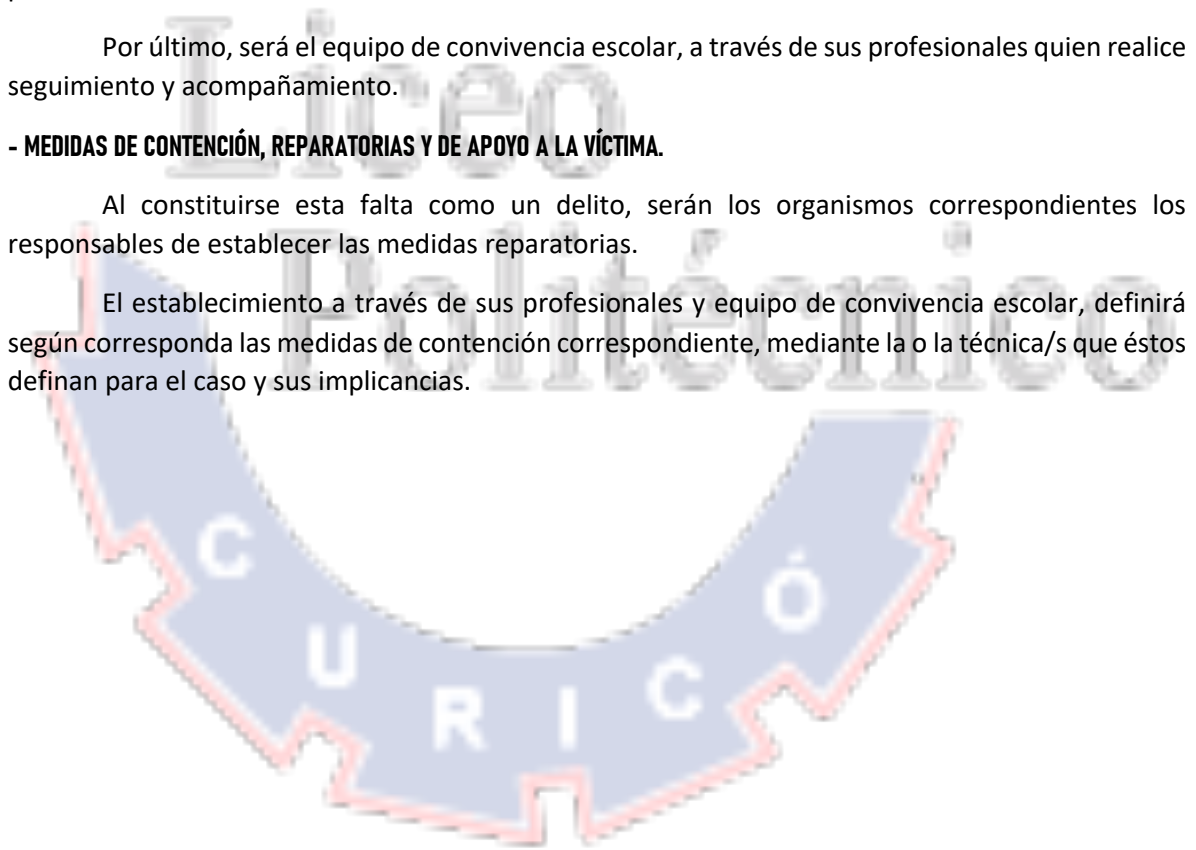 Por último, será el equipo de convivencia escolar, a través de sus profesionales quien realice
seguimiento y acompañamiento.
- MEDIDAS DE CONTENCIÓN, REPARATORIAS Y DE APOYO A LA VÍCTIMA.
Al constituirse esta falta como un delito, serán los organismos correspondientes los
responsables de establecer las medidas reparatorias.
El establecimiento a través de sus profesionales y equipo de convivencia escolar, definirá
según corresponda las medidas de contención correspondiente, mediante la o la técnica/s que éstos
definan para el caso y sus implicancias.
Liceo
Politécnico
CURICÓ